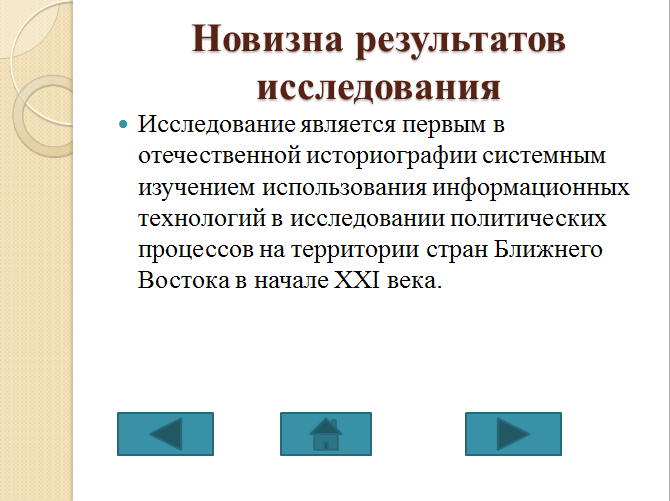 Новизна результатов
исследования
Исследование является первым в
отечественной историографии системным
изучением использования информационных
технологий в исследовании политических
процессов на территории стран Ближнего
Востока в начале XXI века.